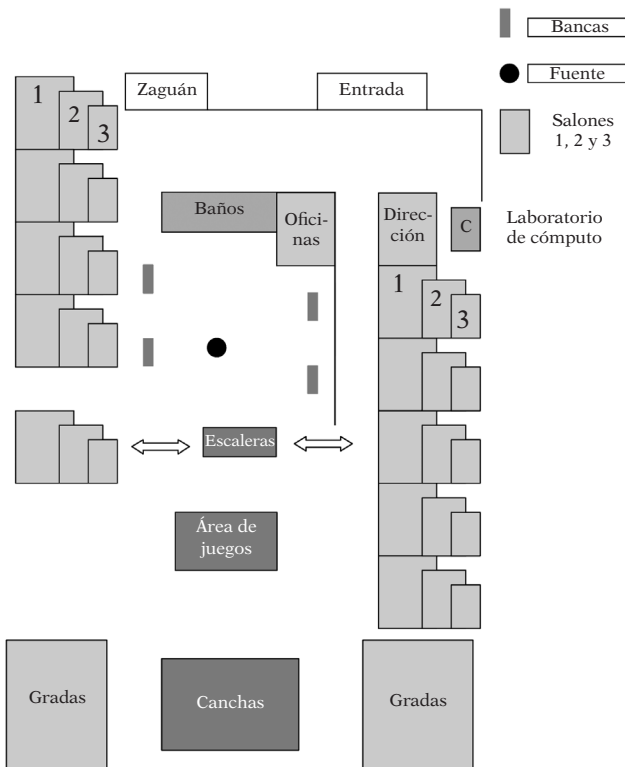 Bancas
Fuente
Zaguán
Entrada
1
2
3
Salones
1, 2 y 3
Baños
Ofici-
nas
Direc-
ción
C
Laboratorio
de cómputo
1
2
3
Escaleras
Área de
juegos
Gradas
Canchas
Gradas